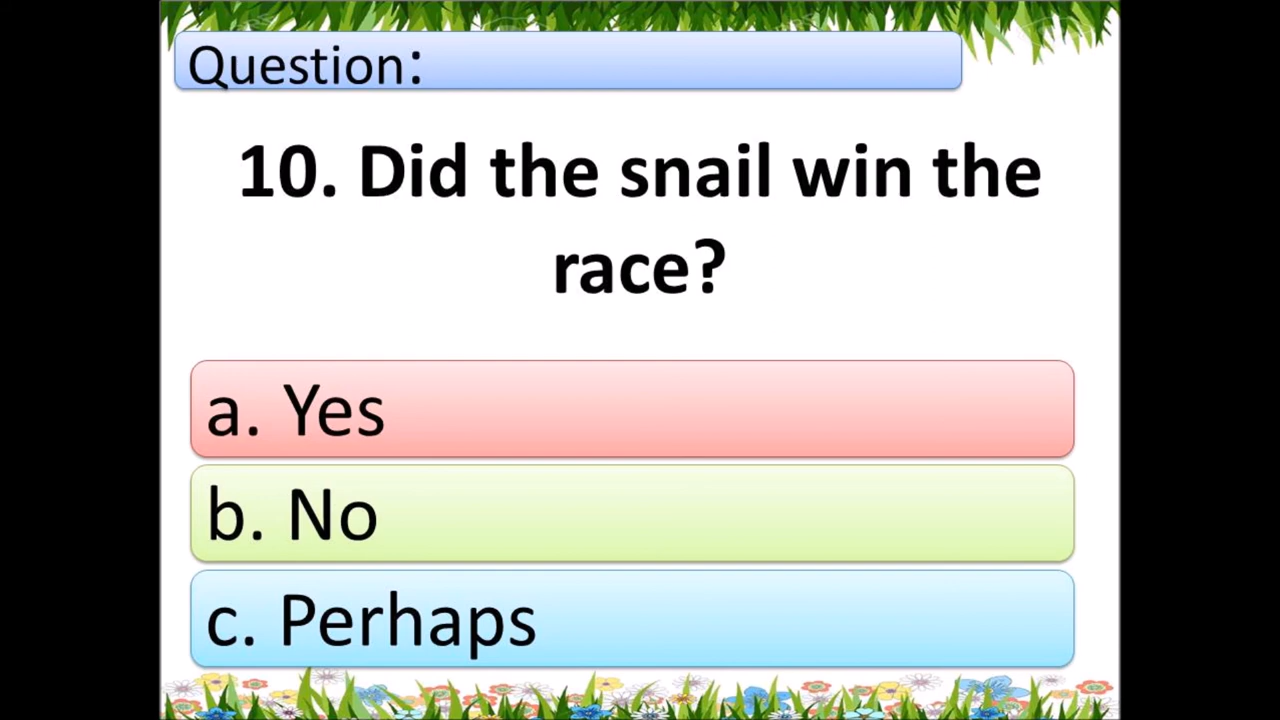 Question:
10. Did the snail win the
race?
a. Yes
b. No
c. Perhaps